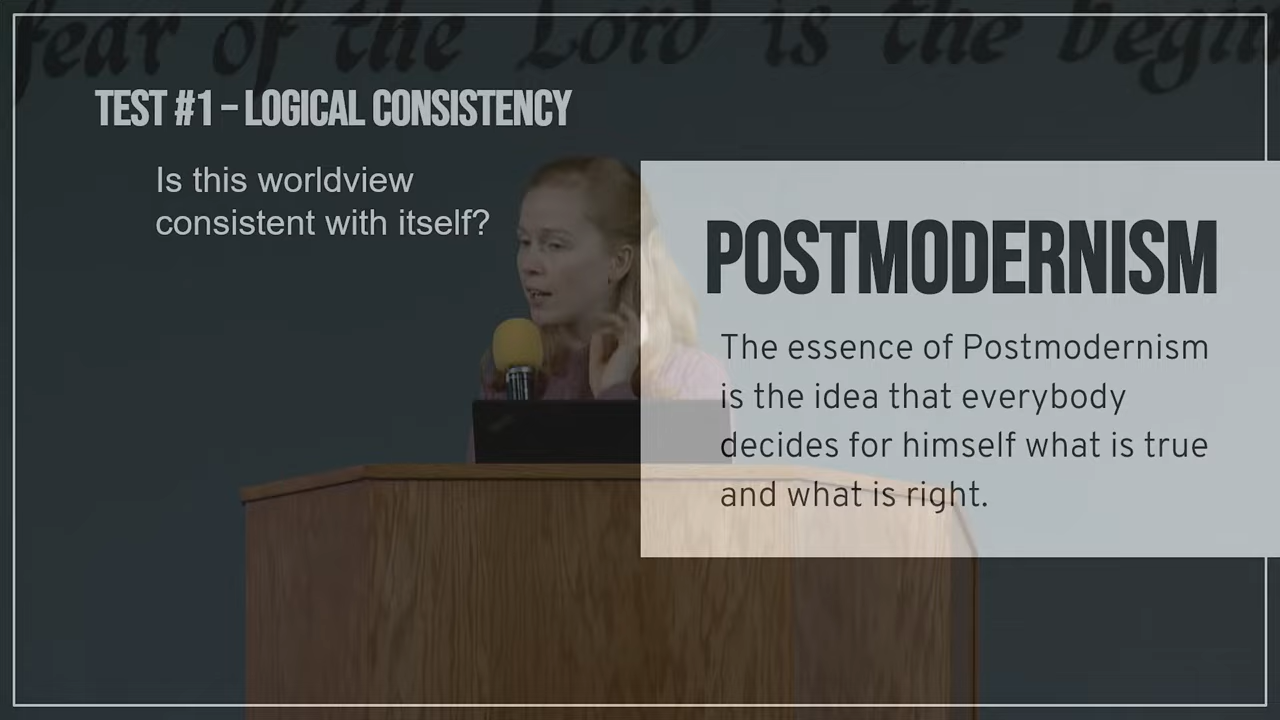 fear of the Lord is the begin
TEST #1 – LOGICAL CONSISTENCY
Is this worldview
consistent with itself?
POSTMODERNISM
The essence of Postmodernism
is the idea that everybody
decides for himself what is true
and what is right.